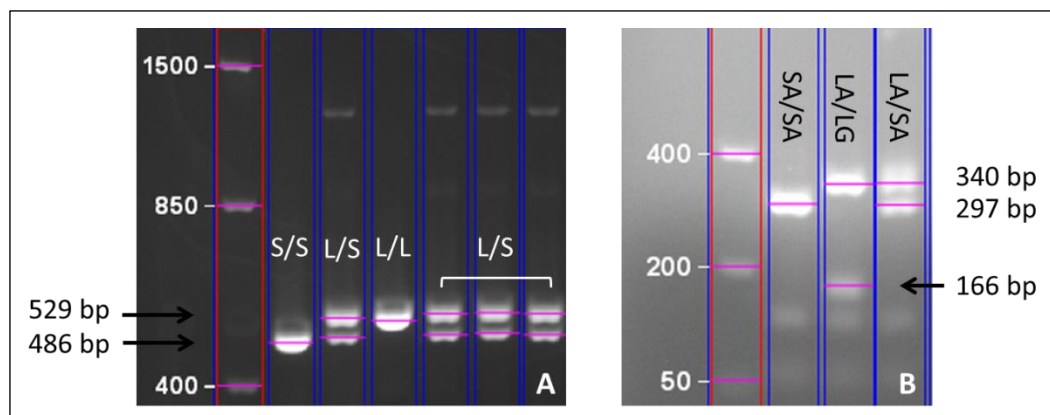 1500
850
S/S L/S L/L L/S
529 bp
486 bp
400
A
SA/SA
LA/LG
LA/SA
400
340 bp
297 bp
200
166 bp
50
B